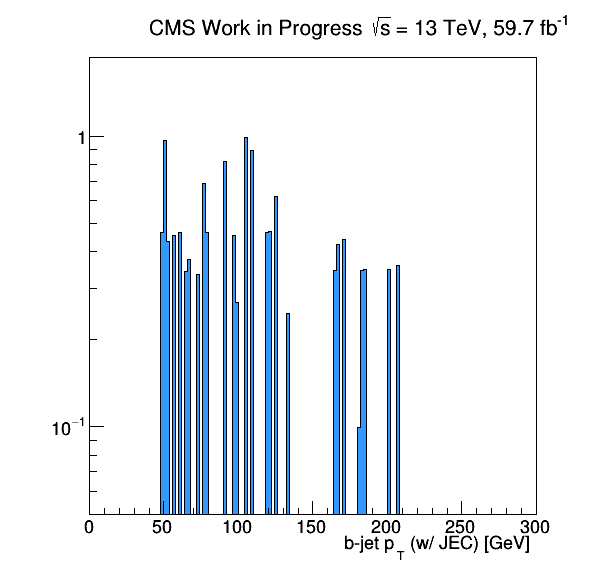 CMS Work in Progress √s = 13 TeV, 59.7 fb⁻¹
1
10⁻¹
0 50 100 150 200 250 300
b-jet p_T (w/ JEC) [GeV]